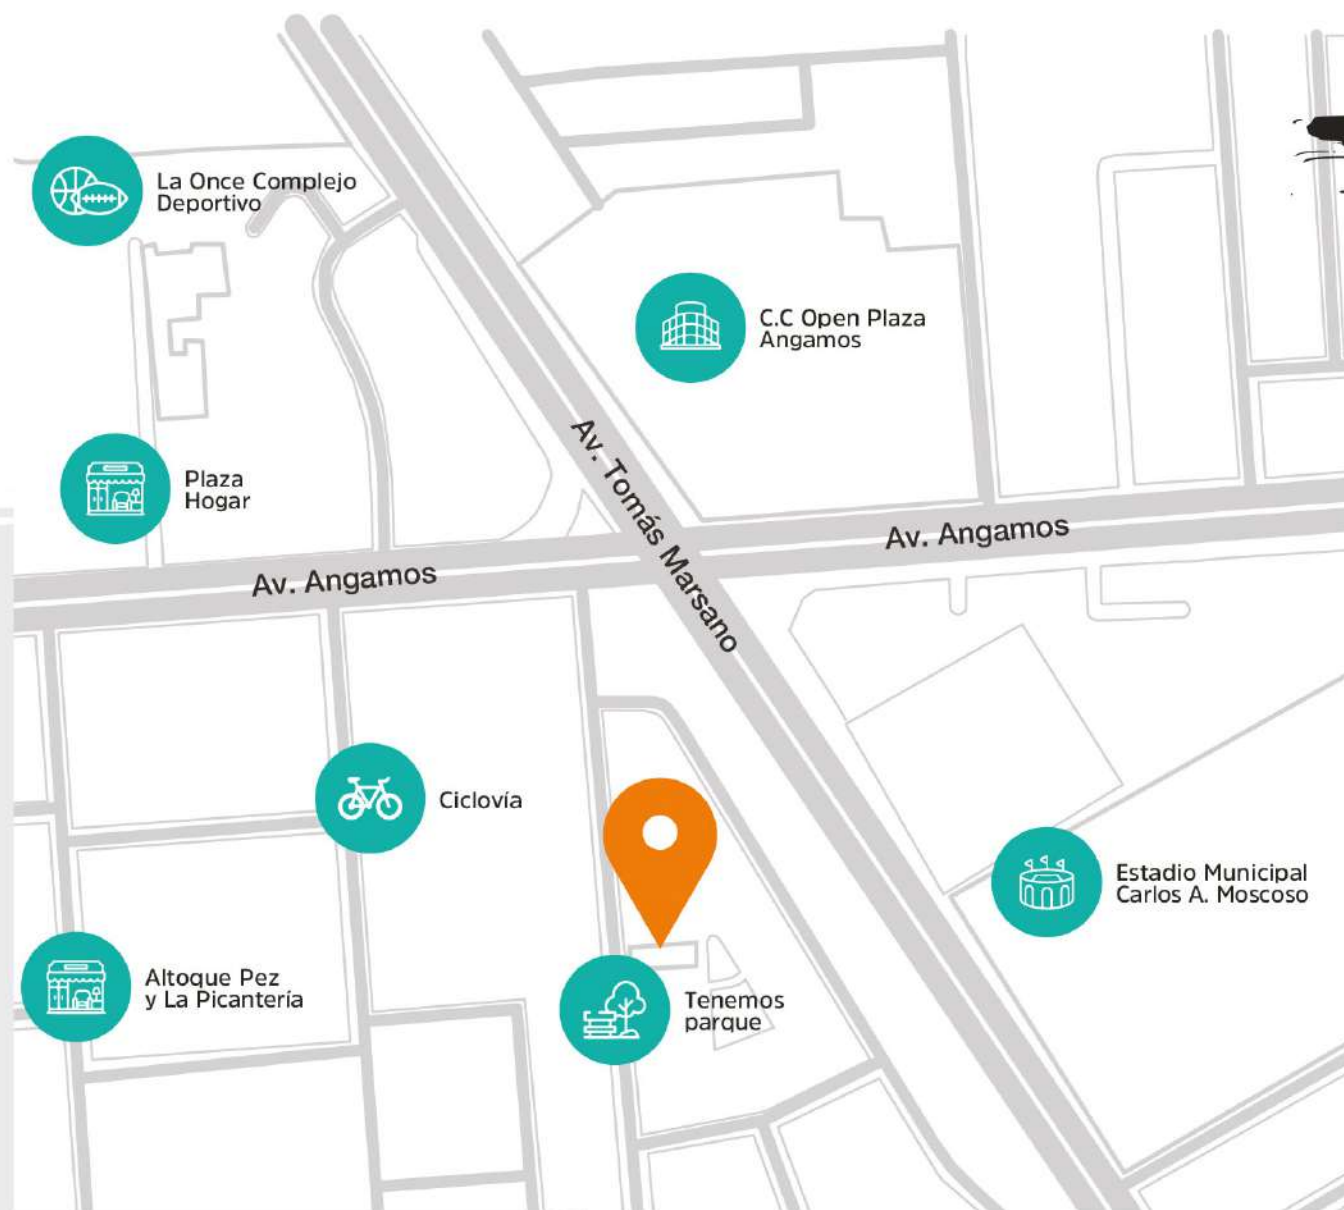 La Once Complejo
Deportivo
C.C Open Plaza
Angamos
Av. Tomás Marsano
Plaza
Hogar
Av. Angamos
Av. Angamos
Ciclovía
Estadio Municipal
Carlos A. Moscoso
Altoque Pez
y La Picantería
Tenemos
parque